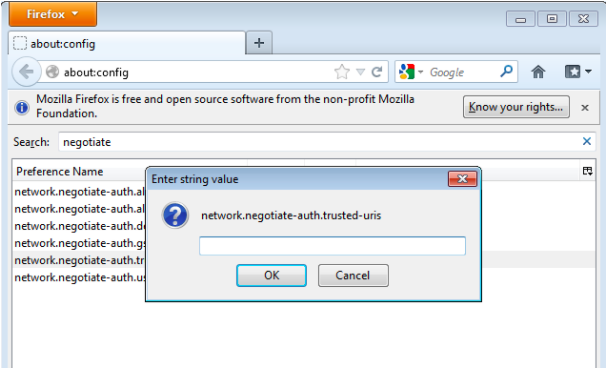 Firefox
about:config
about:config
Google
Mozilla Firefox is free and open source software from the non-profit Mozilla
Foundation.
Know your rights...
Search: negotiate
Preference Name
Enter string value
network.negotiate-auth.al
network.negotiate-auth.al
network.negotiate-auth.de
network.negotiate-auth.gs
network.negotiate-auth.tr
network.negotiate-auth.us
network.negotiate-auth.trusted-uris
OK
Cancel